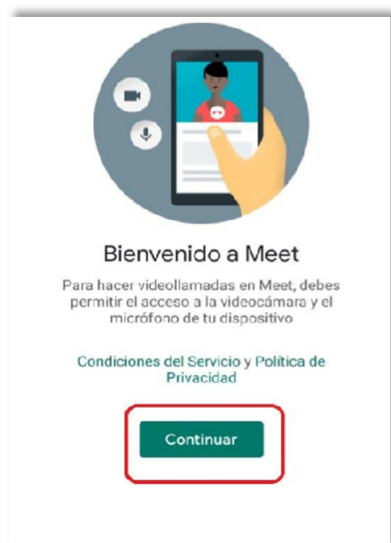 Bienvenido a Meet
Para hacer videollamadas en Meet, debes
permitir el acceso a la videocámara y el
micrófono de tu dispositivo
Condiciones del Servicio y Política de
Privacidad
Continuar